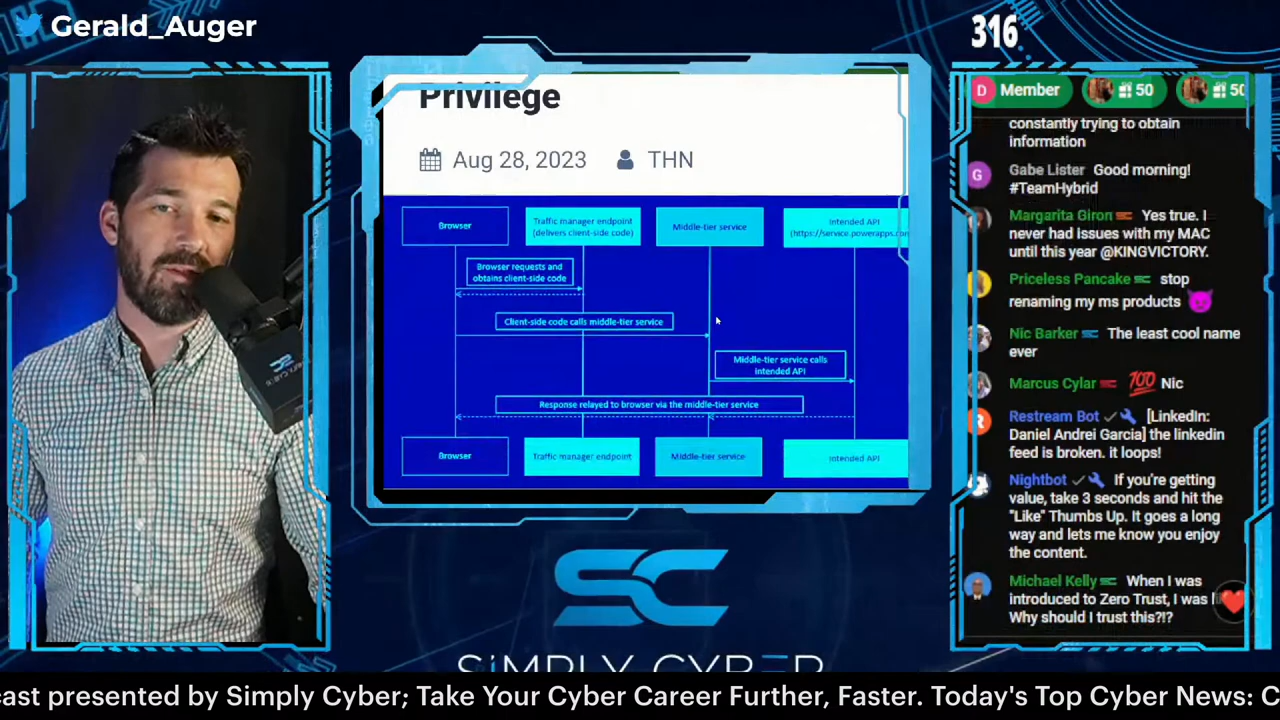 Gerald_Auger
316
Privilege
Aug 28, 2023 THN
Browser
Traffic manager endpoint
(delivers client-side code)
Middle-tier service
Intended API
(https://service.powerapps.com
Browser requests and
obtains client-side code
Client-side code calls middle-tier service
Middle-tier service calls
intended API
Response relayed to browser via the middle-tier service
Browser
Traffic manager endpoint
Middle-tier service
Intended API
SC
SIMPLY CYBER
D Member 50 50
constantly trying to obtain
information
G Gabe Lister Good morning!
#TeamHybrid
Margarita Giron Yes true. I
never had issues with my MAC
until this year @KINGVICTORY.
Priceless Pancake stop
renaming my ms products
Nic Barker The least cool name
ever
Marcus Cylar 100 Nic
R Restream Bot [LinkedIn:
Daniel Andrei Garcia] the linkedin
feed is broken. it loops!
Nightbot If you're getting
value, take 3 seconds and hit the
"Like" Thumbs Up. It goes a long
way and lets me know you enjoy
the content.
Michael Kelly When I was
introduced to Zero Trust, I was
Why should I trust this?!?
cast presented by Simply Cyber; Take Your Cyber Career Further, Faster. Today's Top Cyber News: C